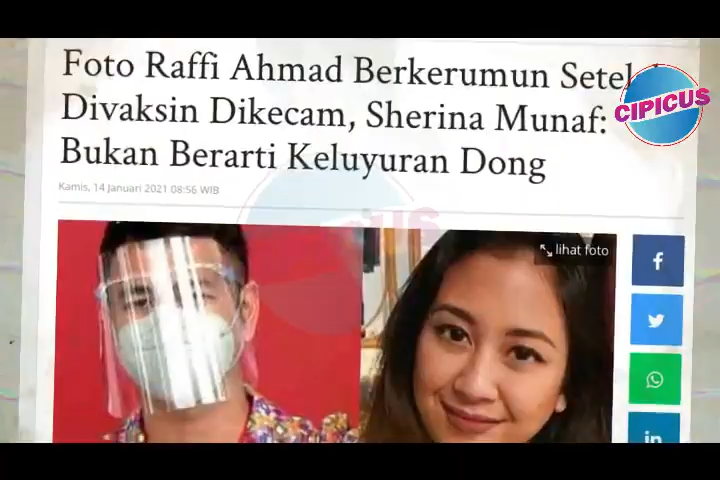 Foto Raffi Ahmad Berkerumun
Divaksin Dikecam, Sherina Munaf:
Bukan Berarti Keluyuran Dong
Kamis, 14 Januari 2021 08:56 WIB
CIPICUS
lihat foto
f
in